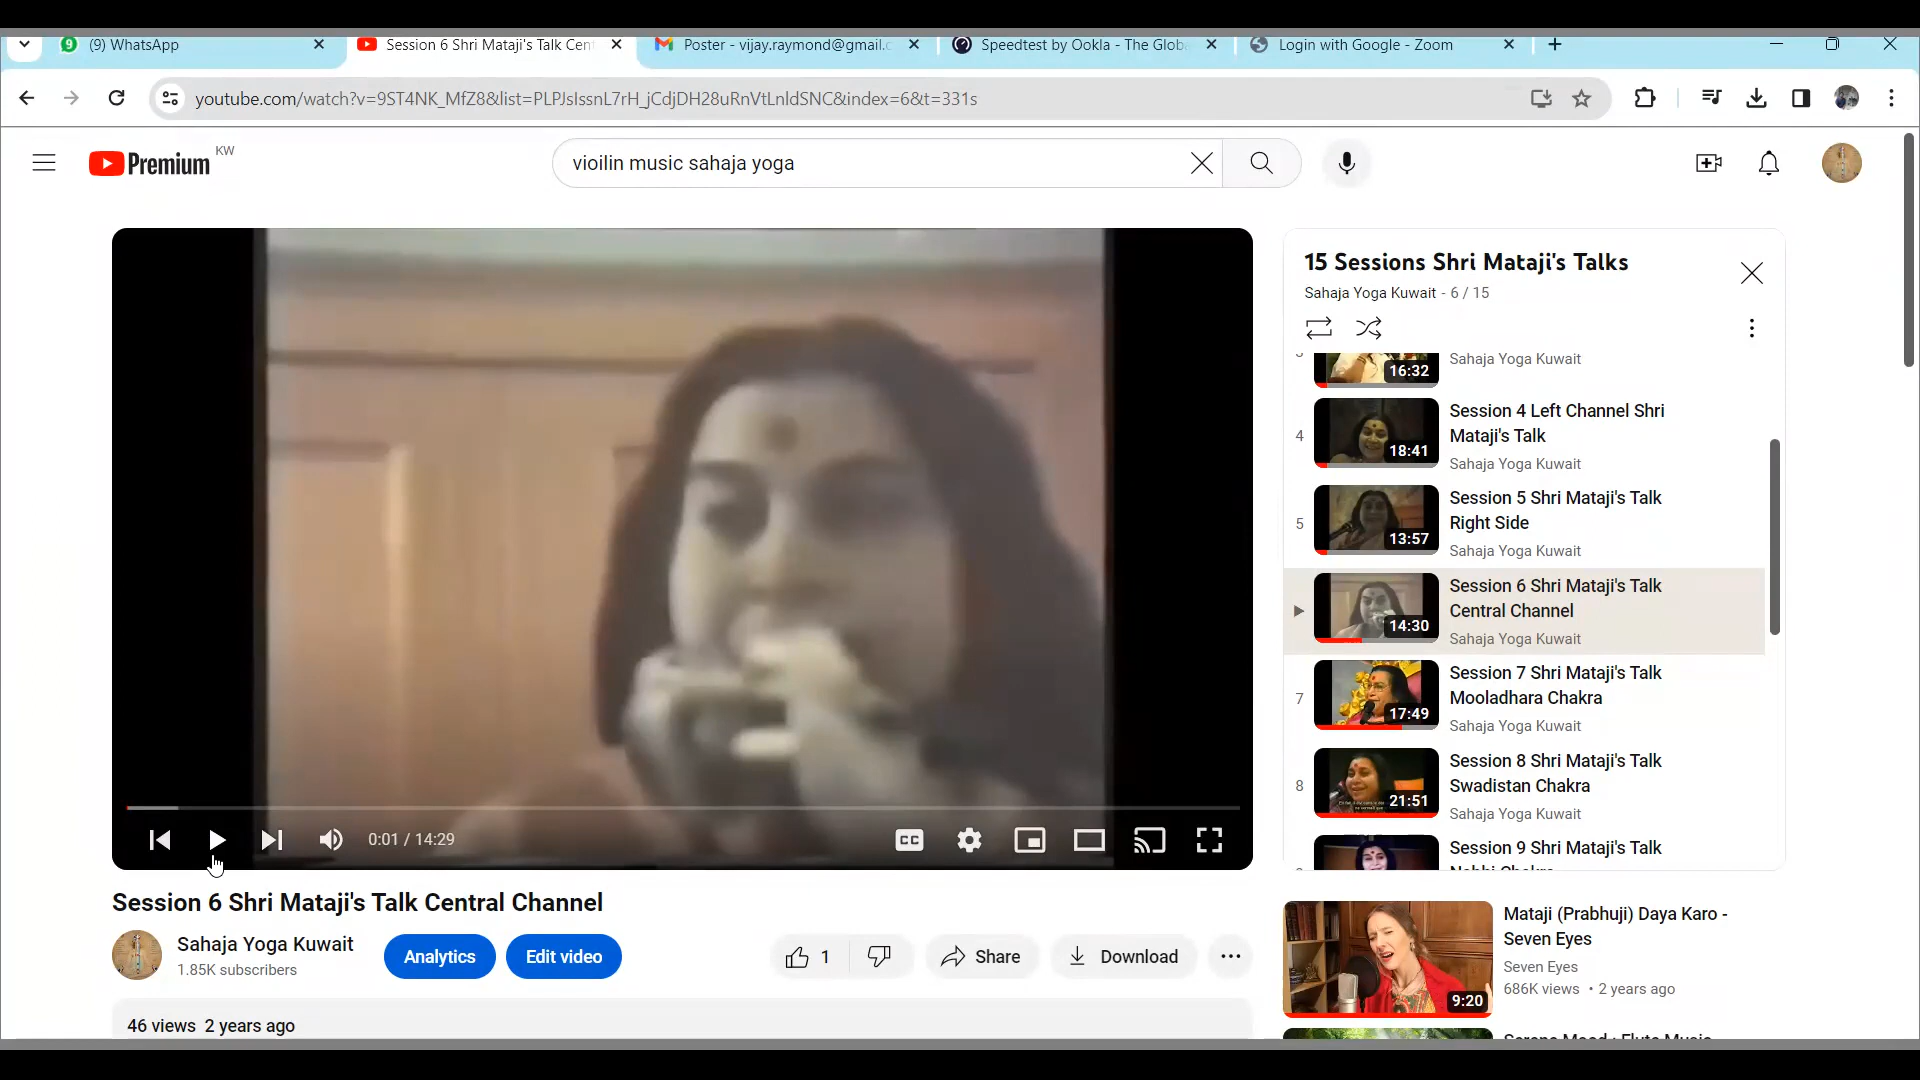 9
(9) WhatsApp
Session 6 Shri Mataji's Talk Cen
Poster - vijay.raymond@gmail.c
Speedtest by Ookla - The Globa
Login with Google - Zoom
youtube.com/watch?v=9ST4NK_MfZ8&list=PLPJsIssnL7rH_jCdjDH28uRnVtLnldSNC&index=6&t=331s
Premium KW
vioilin music sahaja yoga
15 Sessions Shri Mataji's Talks
Sahaja Yoga Kuwait - 6 / 15
16:32
Sahaja Yoga Kuwait
4
18:41
Session 4 Left Channel Shri
Mataji's Talk
Sahaja Yoga Kuwait
5
13:57
Session 5 Shri Mataji's Talk
Right Side
Sahaja Yoga Kuwait
14:30
Session 6 Shri Mataji's Talk
Central Channel
Sahaja Yoga Kuwait
7
17:49
Session 7 Shri Mataji's Talk
Mooladhara Chakra
Sahaja Yoga Kuwait
8
21:51
Session 8 Shri Mataji's Talk
Swadistan Chakra
Sahaja Yoga Kuwait
Session 9 Shri Mataji's Talk
0:01 / 14:29
CC
Session 6 Shri Mataji's Talk Central Channel
Sahaja Yoga Kuwait
1.85K subscribers
Analytics
Edit video
1
Share
Download
46 views 2 years ago
9:20
Mataji (Prabhuji) Daya Karo -
Seven Eyes
Seven Eyes
686K views • 2 years ago